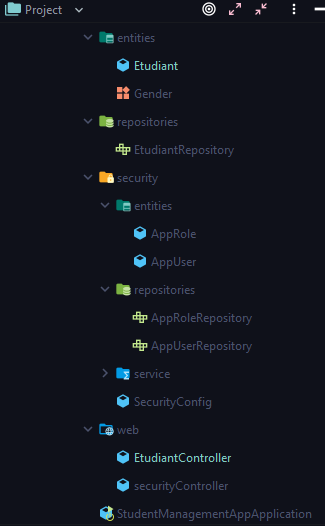 Project
entities
Etudiant
Gender
repositories
EtudiantRepository
security
entities
AppRole
AppUser
repositories
AppRoleRepository
AppUserRepository
service
SecurityConfig
web
EtudiantController
securityController
StudentManagementAppApplication